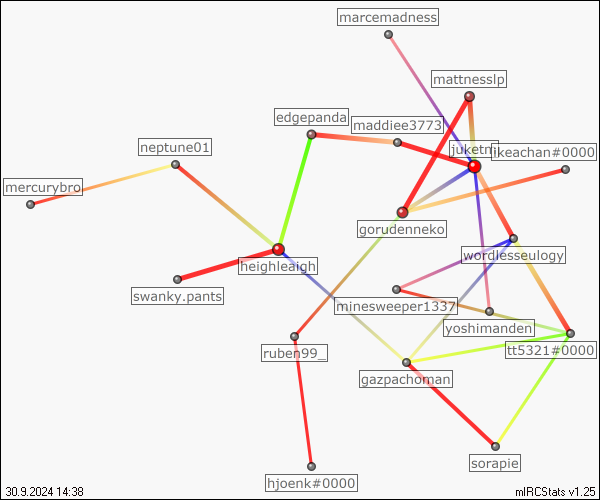 marcemadness
mattnesslp
edgepanda
maddiee3773
neptune01
juketn
ikeachan#0000
mercurybro
gorudenneko
wordlesseulogy
heighleaigh
swanky.pants
minesweeper1337
yoshimanden
ruben99_
tt5321#0000
gazpachoman
sorapie
hjoenk#0000
30.9.2024 14:38
mIRCStats v1.25